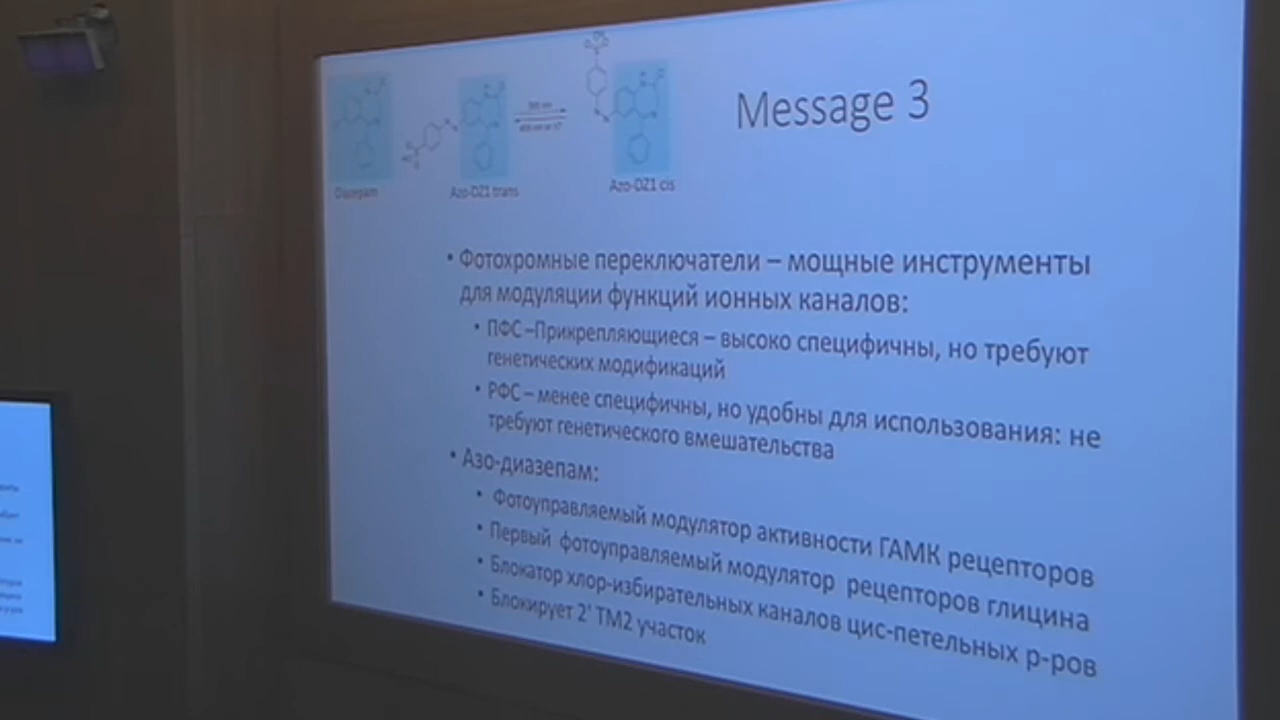 Message 3
Diazepam
Azo-DZ1 trans
Azo-DZ1 cis
• Фотохромные переключатели – мощные инструменты
для модуляции функций ионных каналов:
• ПФС –Прикрепляющиеся – высоко специфичны, но требуют
генетических модификаций
• РФС – менее специфичны, но удобны для использования: не
требуют генетического вмешательства
• Азо-диазепам:
• Фотоуправляемый модулятор активности ГАМК рецепторов
• Первый фотоуправляемый модулятор рецепторов глицина
• Блокатор хлор-избирательных каналов цис-петельных р-ров
• Блокирует 2' ТМ2 участок